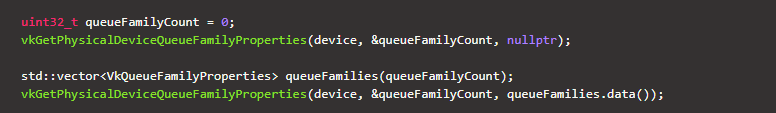 uint32_t queueFamilyCount = 0;
vkGetPhysicalDeviceQueueFamilyProperties(device, &queueFamilyCount, nullptr);
std::vector<VkQueueFamilyProperties> queueFamilies(queueFamilyCount);
vkGetPhysicalDeviceQueueFamilyProperties(device, &queueFamilyCount, queueFamilies.data());